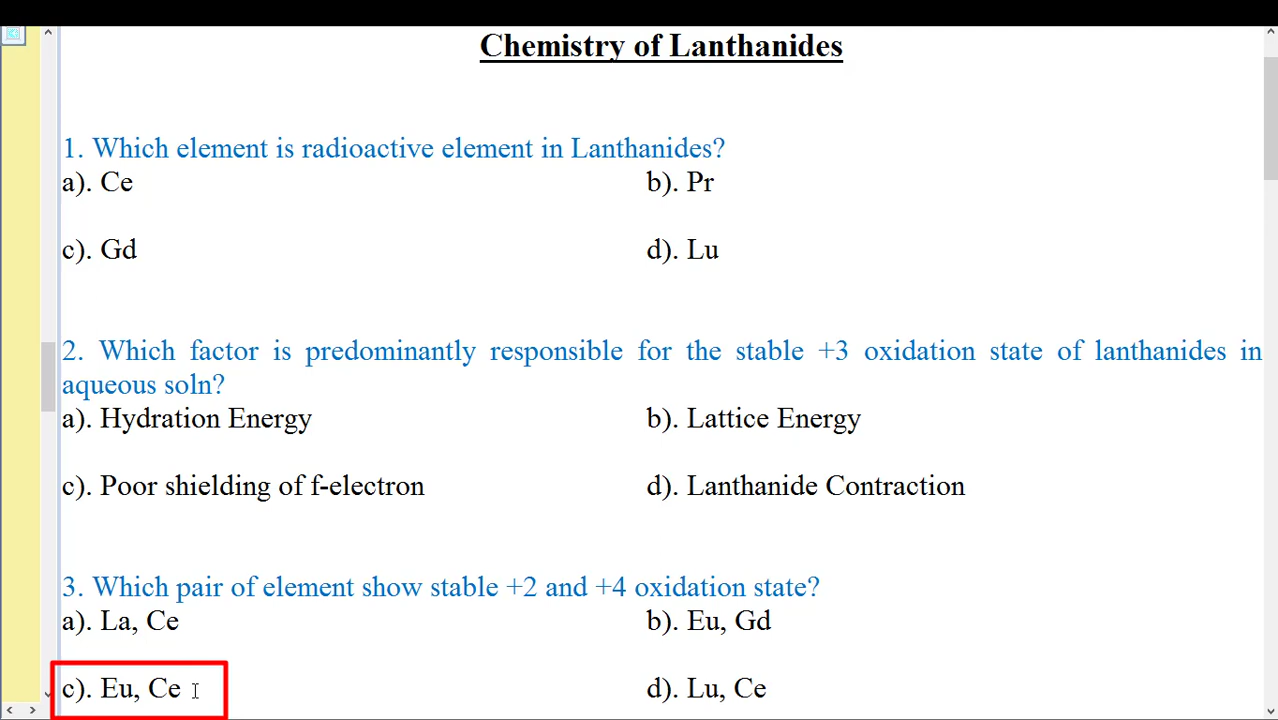 Chemistry of Lanthanides
1. Which element is radioactive element in Lanthanides?
a). Ce b). Pr
c). Gd d). Lu
2. Which factor is predominantly responsible for the stable +3 oxidation state of lanthanides in
aqueous soln?
a). Hydration Energy b). Lattice Energy
c). Poor shielding of f-electron d). Lanthanide Contraction
3. Which pair of element show stable +2 and +4 oxidation state?
a). La, Ce b). Eu, Gd
c). Eu, Ce d). Lu, Ce